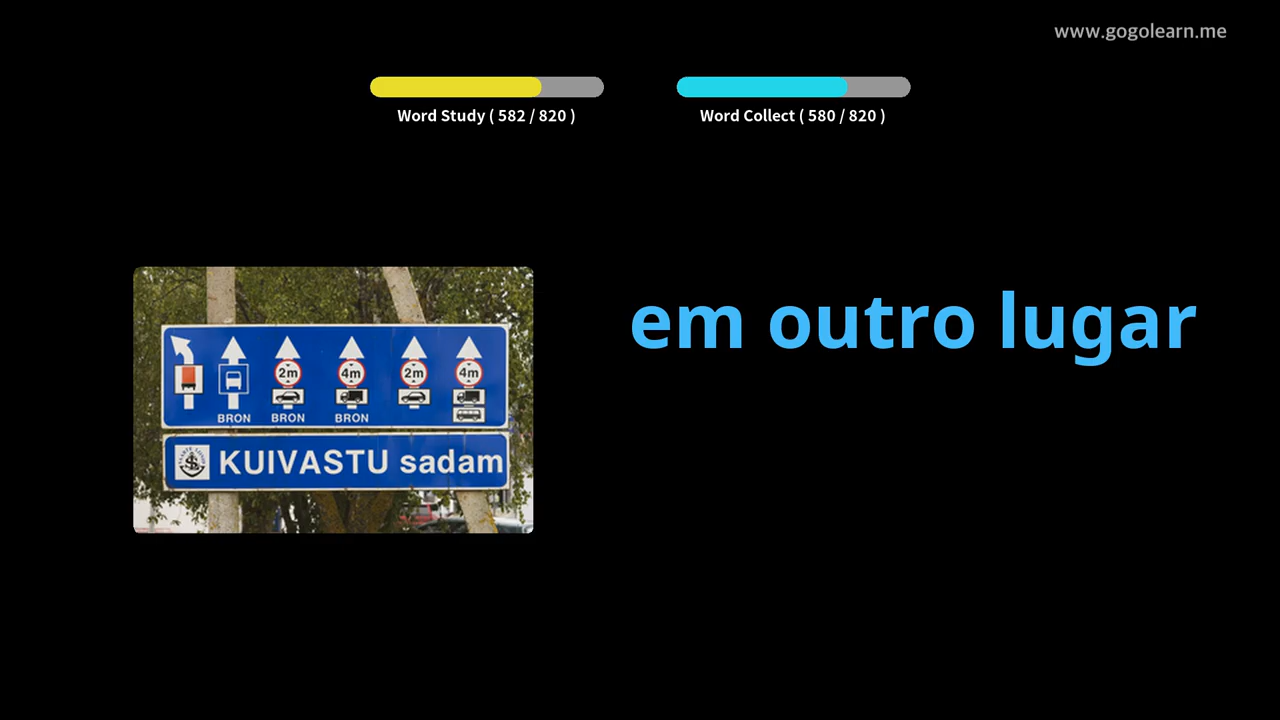 www.gogolearn.me
Word Study ( 582 / 820 )
Word Collect ( 580 / 820 )
em outro lugar
2m 4m 2m 4m
BRON BRON BRON
KUIVASTU sadam